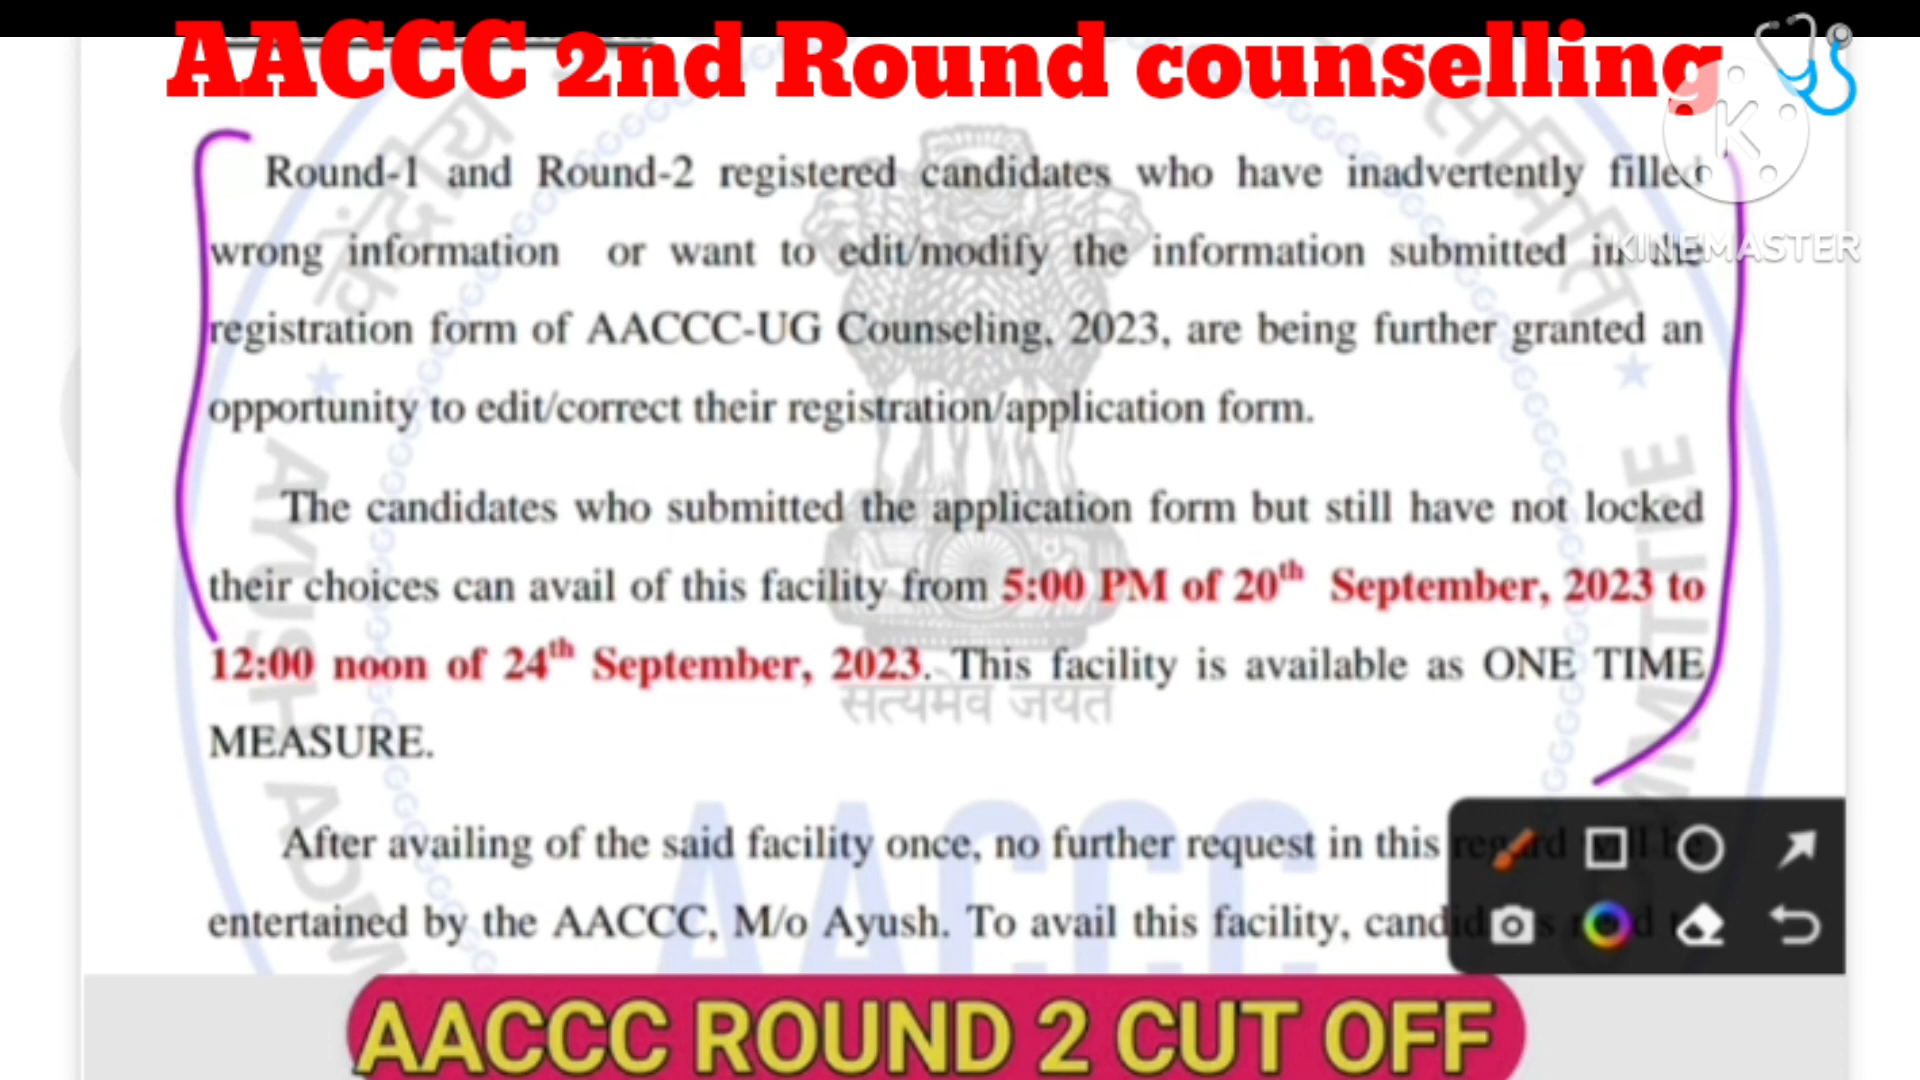 AACCC 2nd Round counselling
Round-1 and Round-2 registered candidates who have inadvertently filled
wrong information or want to edit/modify the information submitted in the
registration form of AACCC-UG Counseling, 2023, are being further granted an
opportunity to edit/correct their registration/application form.
The candidates who submitted the application form but still have not locked
their choices can avail of this facility from 5:00 PM of 20th September, 2023 to
12:00 noon of 24th September, 2023. This facility is available as ONE TIME
MEASURE.
After availing of the said facility once, no further request in this regard will be
entertained by the AACCC, M/o Ayush. To avail this facility,
AACCC ROUND 2 CUT OFF
K
KINEMASTER
सत्यमेव जयते
AYUSH
AACCC